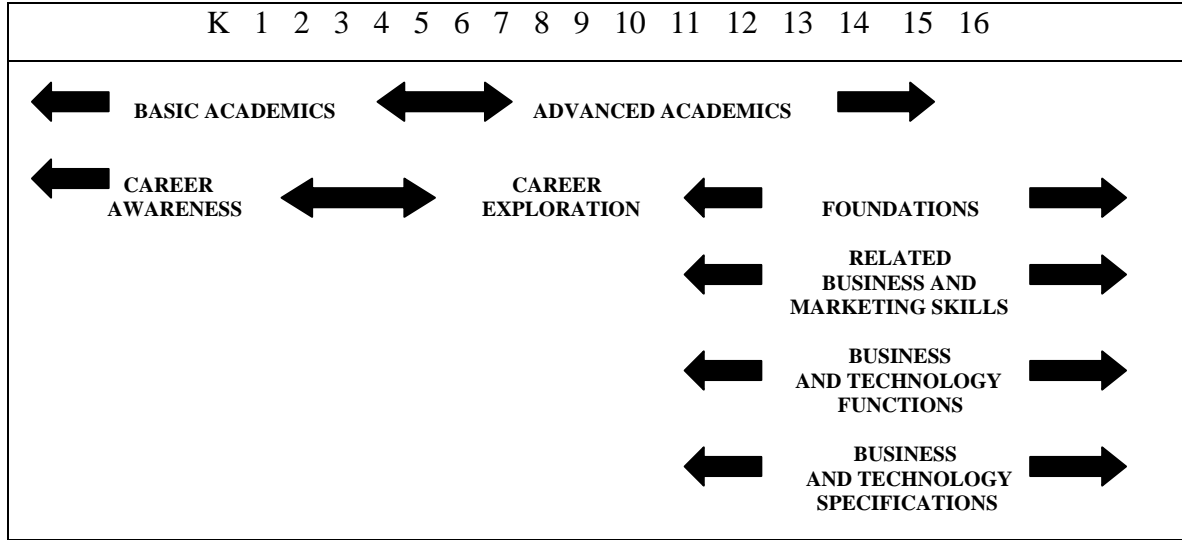 K 1 2 3 4 5 6 7 8 9 10 11 12 13 14 15 16
BASIC ACADEMICS
ADVANCED ACADEMICS
CAREER
AWARENESS
CAREER
EXPLORATION
FOUNDATIONS
RELATED
BUSINESS AND
MARKETING SKILLS
BUSINESS
AND TECHNOLOGY
FUNCTIONS
BUSINESS
AND TECHNOLOGY
SPECIFICATIONS